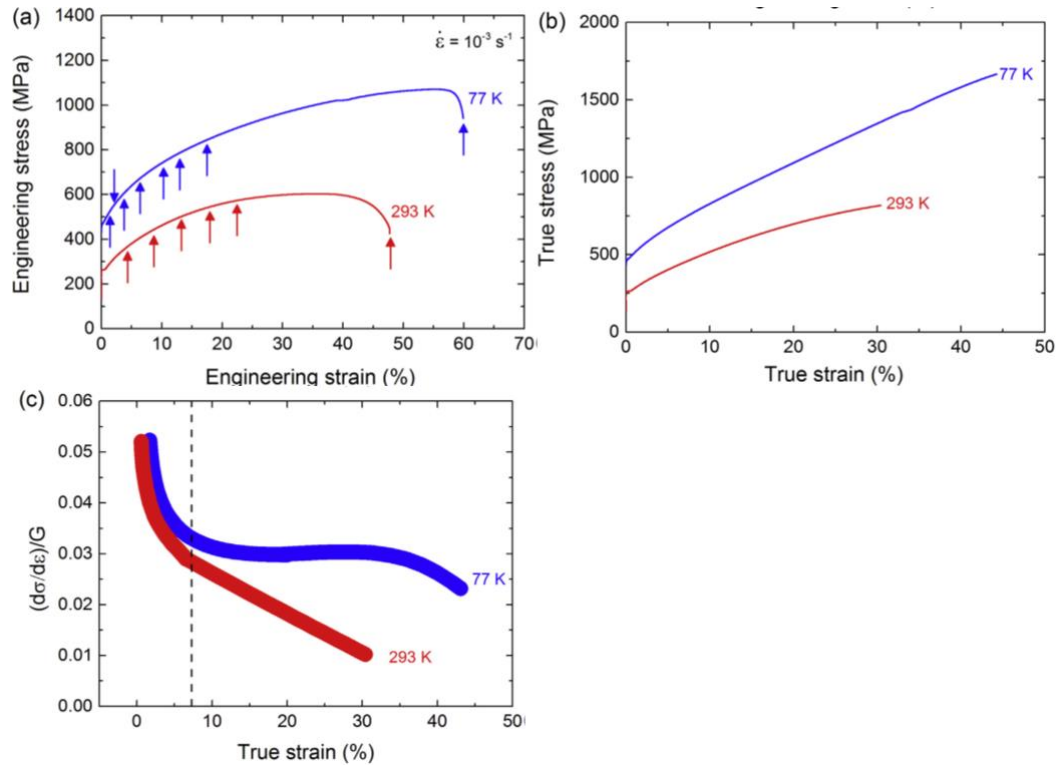 (a)
ε̇ = 10⁻³ s⁻¹
1400
1200
1000
800
600
400
200
0
Engineering stress (MPa)
77 K
293 K
0 10 20 30 40 50 60 70
Engineering strain (%)
(b)
2000
1500
1000
500
0
True stress (MPa)
77 K
293 K
0 10 20 30 40 50
True strain (%)
(c)
0.06
0.05
0.04
0.03
0.02
0.01
0.00
(dσ/dε)/G
77 K
293 K
0 10 20 30 40 50
True strain (%)